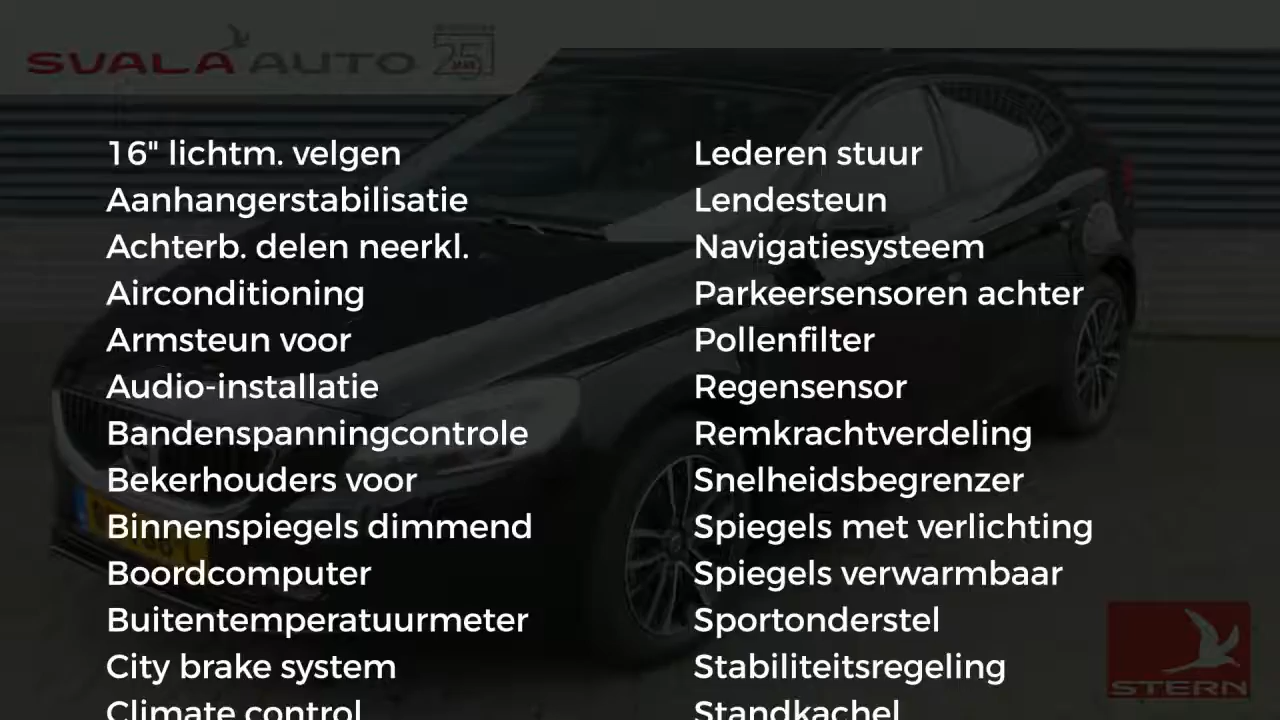 SVALA AUTO 25 JAAR
16" lichtm. velgen
Aanhangerstabilisatie
Achterb. delen neerkl.
Airconditioning
Armsteun voor
Audio-installatie
Bandenspanningcontrole
Bekerhouders voor
Binnenspiegels dimmend
Boordcomputer
Buitentemperatuurmeter
City brake system
Climate control
Lederen stuur
Lendesteun
Navigatiesysteem
Parkeersensoren achter
Pollenfilter
Regensensor
Remkrachtverdeling
Snelheidsbegrenzer
Spiegels met verlichting
Spiegels verwarmbaar
Sportonderstel
Stabiliteitsregeling
Standkachel
STERN